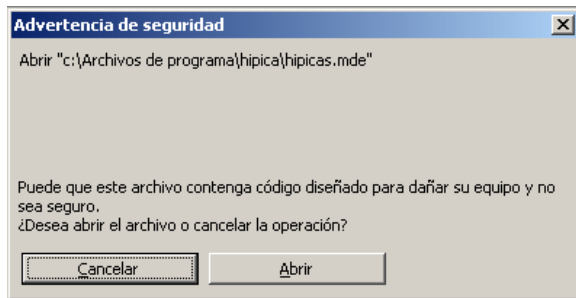 Advertencia de seguridad
Abrir "c:\Archivos de programa\hipica\hipicas.mde"
Puede que este archivo contenga código diseñado para dañar su equipo y no
sea seguro.
¿Desea abrir el archivo o cancelar la operación?
Cancelar Abrir